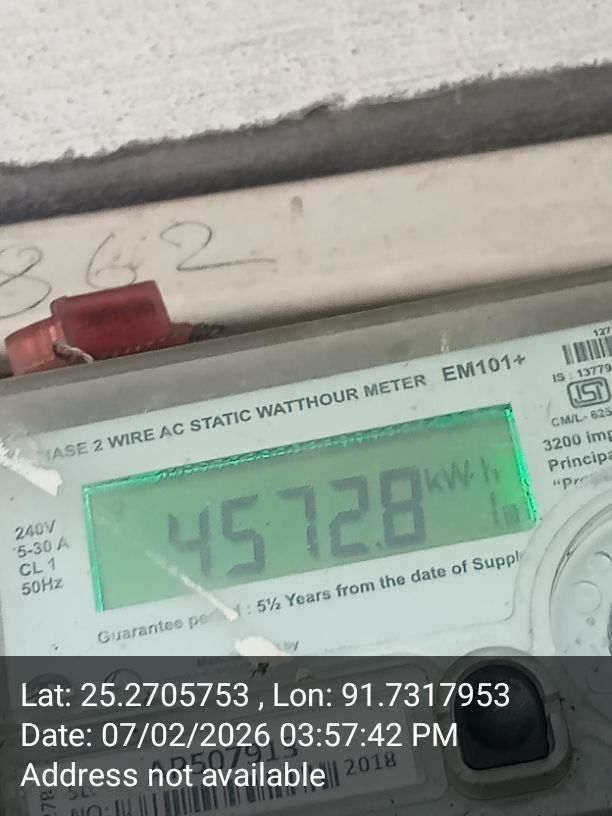 862
127
IS : 13779
CM/L- 625
EM101+
HASE 2 WIRE AC STATIC WATTHOUR METER
3200 imp
Principa
4572.8 kWh
240V
5-30 A
CL 1
50Hz
Guarantee : 5½ Years from the date of Suppl
by
Lat: 25.2705753 , Lon: 91.7317953
Date: 07/02/2026 03:57:42 PM
Address not available
2018